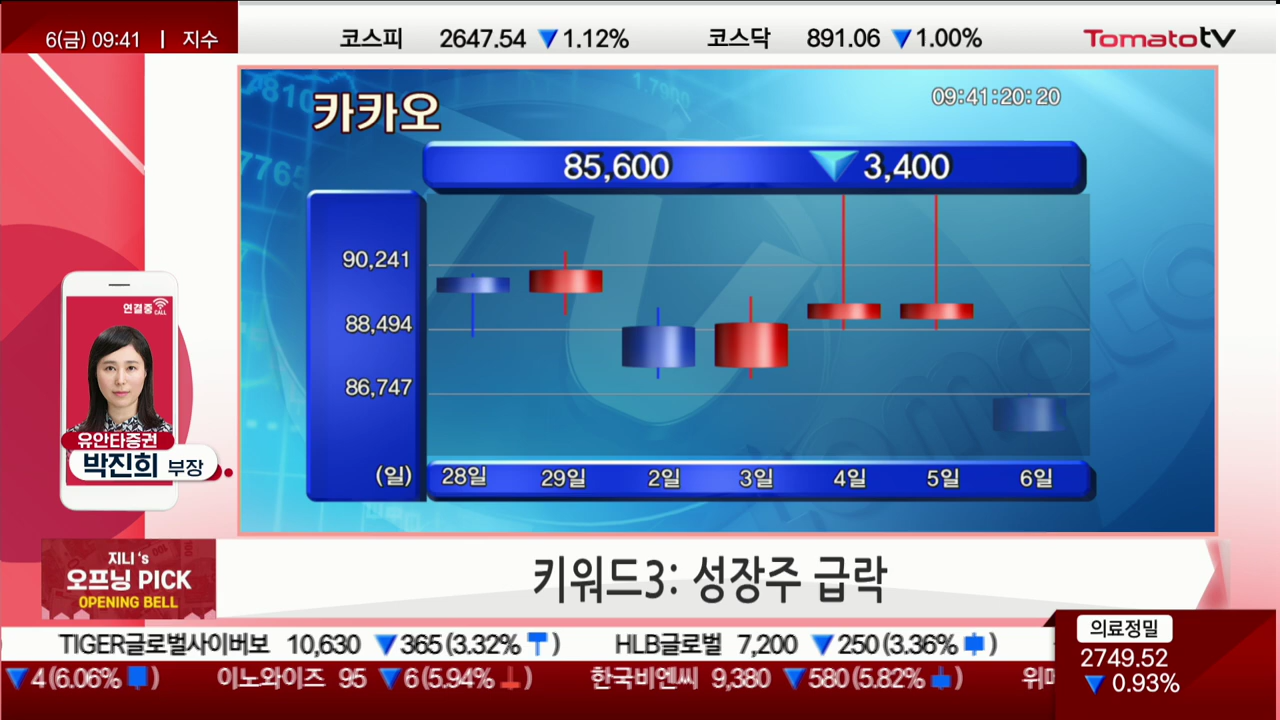 6(금) 09:41 | 지수
코스피 2647.54 ▼1.12% 코스닥 891.06 ▼1.00%
Tomato tv
카카오
09:41:20:20
85,600 ▼ 3,400
90,241
88,494
86,747
(일) 28일 29일 2일 3일 4일 5일 6일
연결중
CALL
유안타증권
박진희 부장
지니's
오프닝 PICK
OPENING BELL
키워드3: 성장주 급락
TIGER글로벌사이버보 10,630 ▼365(3.32% ) HLB글로벌 7,200 ▼250(3.36% )
▼4(6.06% ) 이노와이즈 95 ▼6(5.94% ) 한국비엔씨 9,380 ▼580(5.82% )
의료정밀
2749.52
▼ 0.93%